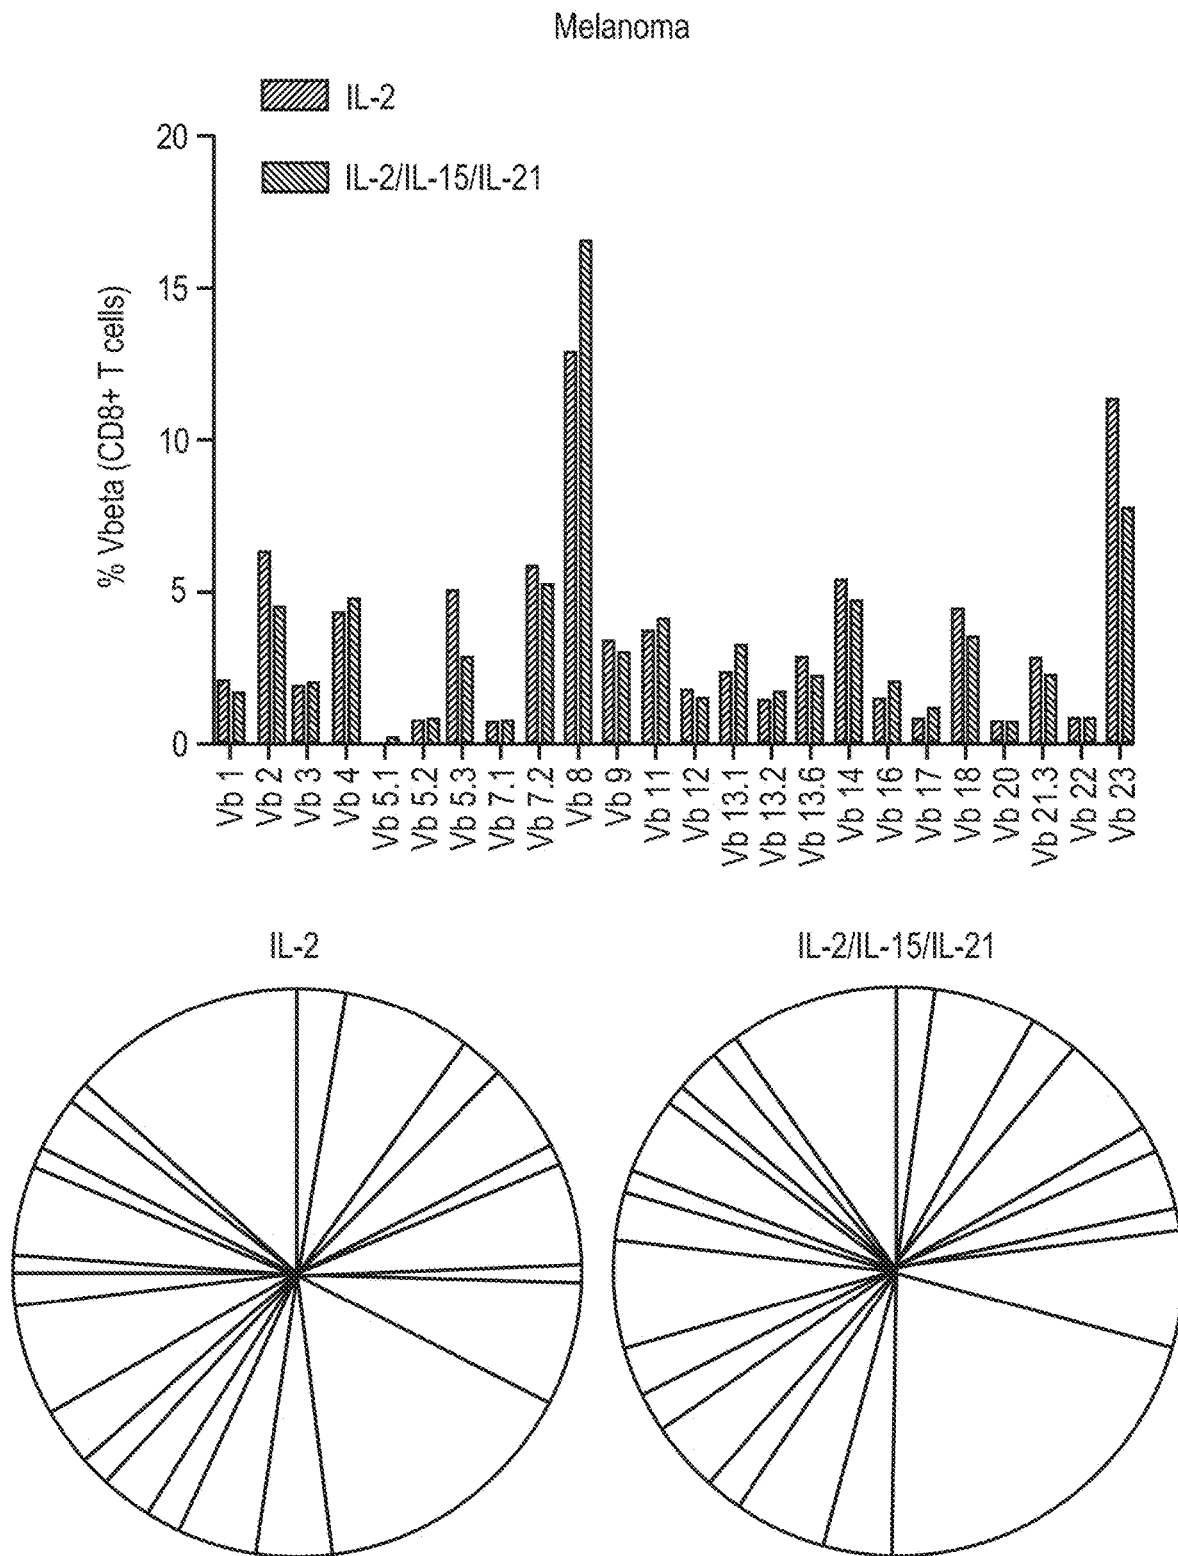 Melanoma
IL-2
IL-2/IL-15/IL-21
% Vbeta (CD8+ T cells)
20
15
10
5
0
Vb 1
Vb 2
Vb 3
Vb 4
Vb 5.1
Vb 5.2
Vb 5.3
Vb 7.1
Vb 7.2
Vb 8
Vb 9
Vb 11
Vb 12
Vb 13.1
Vb 13.2
Vb 13.6
Vb 14
Vb 16
Vb 17
Vb 18
Vb 20
Vb 21.3
Vb 22
Vb 23
IL-2
IL-2/IL-15/IL-21